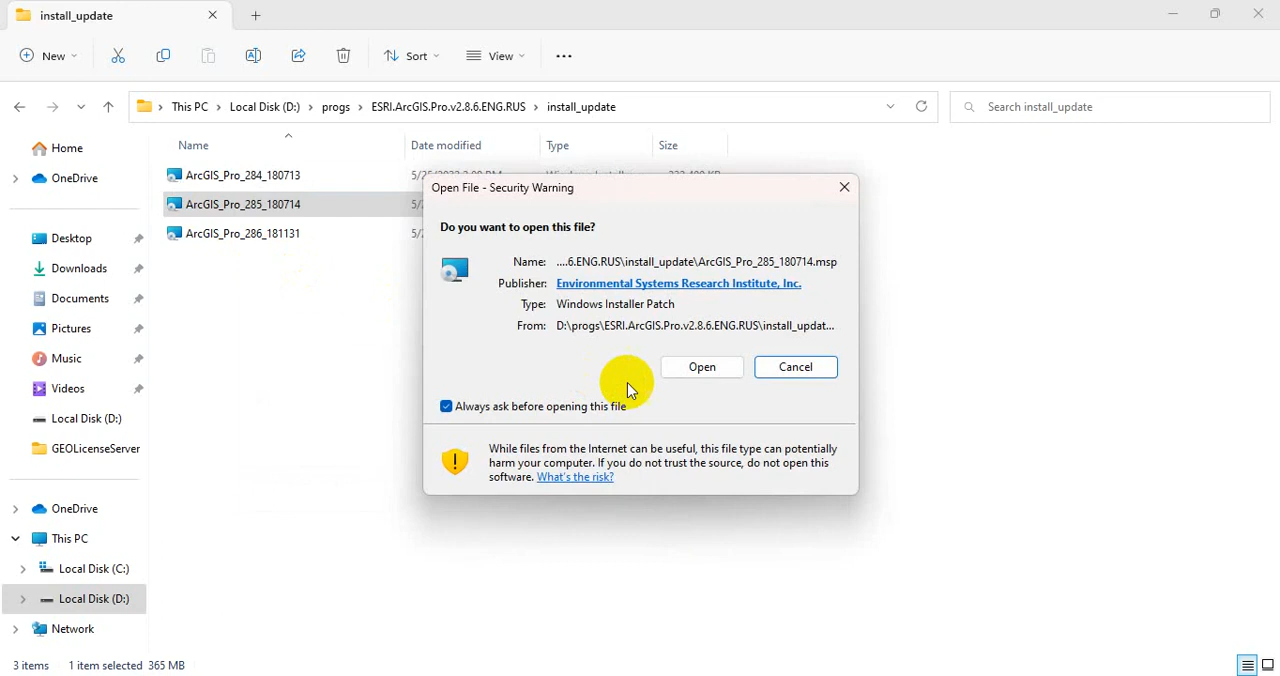 install_update
New
Sort
View
This PC
Local Disk (D:)
progs
ESRI.ArcGIS.Pro.v2.8.6.ENG.RUS
install_update
Search install_update
Name
Date modified
Type
Size
Home
OneDrive
Desktop
Downloads
Documents
Pictures
Music
Videos
Local Disk (D:)
GEOLicenseServer
OneDrive
This PC
Local Disk (C:)
Local Disk (D:)
Network
ArcGIS_Pro_284_180713
ArcGIS_Pro_285_180714
5/2
ArcGIS_Pro_286_181131
5/2
Open File - Security Warning
Do you want to open this file?
Name: ....6.ENG.RUS\install_update\ArcGIS_Pro_285_180714.msp
Publisher: Environmental Systems Research Institute, Inc.
Type: Windows Installer Patch
From: D:\progs\ESRI.ArcGIS.Pro.v2.8.6.ENG.RUS\install_updat...
Open
Cancel
Always ask before opening this file
While files from the Internet can be useful, this file type can potentially
harm your computer. If you do not trust the source, do not open this
software. What's the risk?
3 items
1 item selected 365 MB